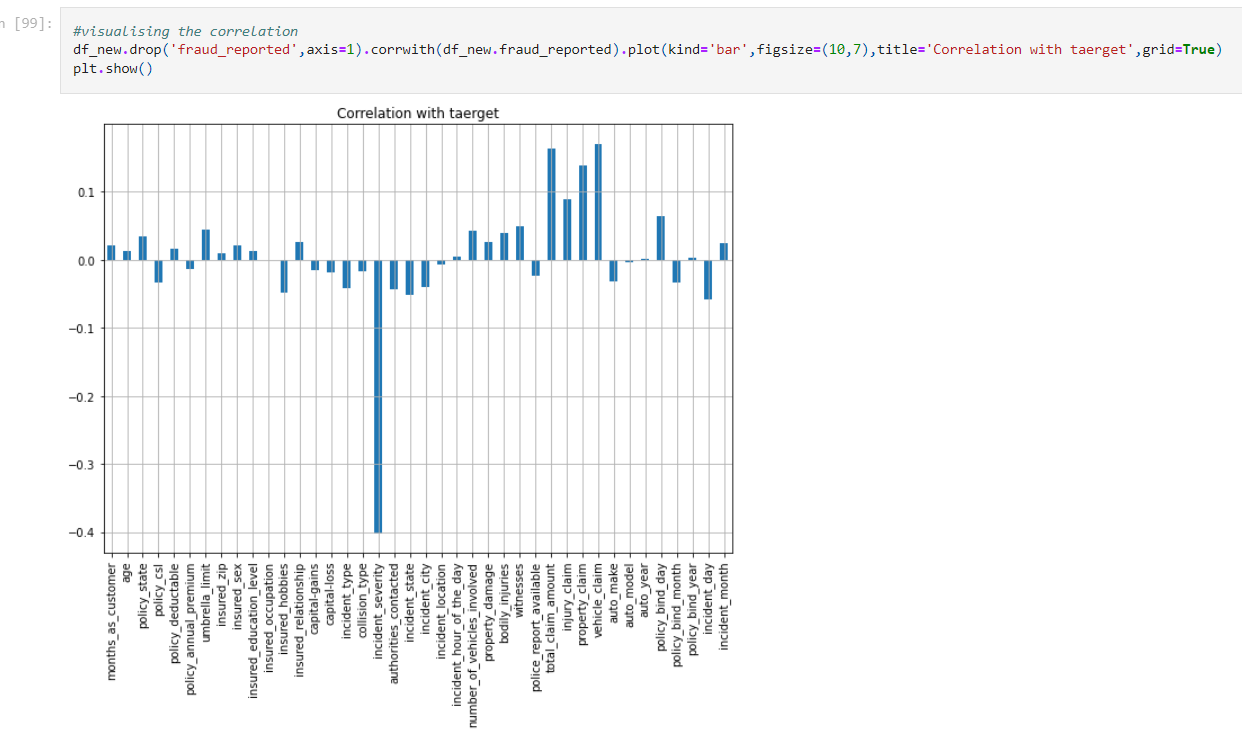 n [99]:
#visualising the correlation
df_new.drop('fraud_reported',axis=1).corrwith(df_new.fraud_reported).plot(kind='bar',figsize=(10,7),title='Correlation with taerget',grid=True)
plt.show()
Correlation with taerget
0.1
0.0
−0.1
−0.2
−0.3
−0.4
months_as_customer
age
policy_state
policy_csl
policy_deductable
policy_annual_premium
umbrella_limit
insured_zip
insured_sex
insured_education_level
insured_occupation
insured_hobbies
insured_relationship
capital-gains
capital-loss
incident_type
collision_type
incident_severity
authorities_contacted
incident_state
incident_city
incident_location
incident_hour_of_the_day
number_of_vehicles_involved
property_damage
bodily_injuries
witnesses
police_report_available
total_claim_amount
injury_claim
property_claim
vehicle_claim
auto_make
auto_model
auto_year
policy_bind_day
policy_bind_month
policy_bind_year
incident_day
incident_month